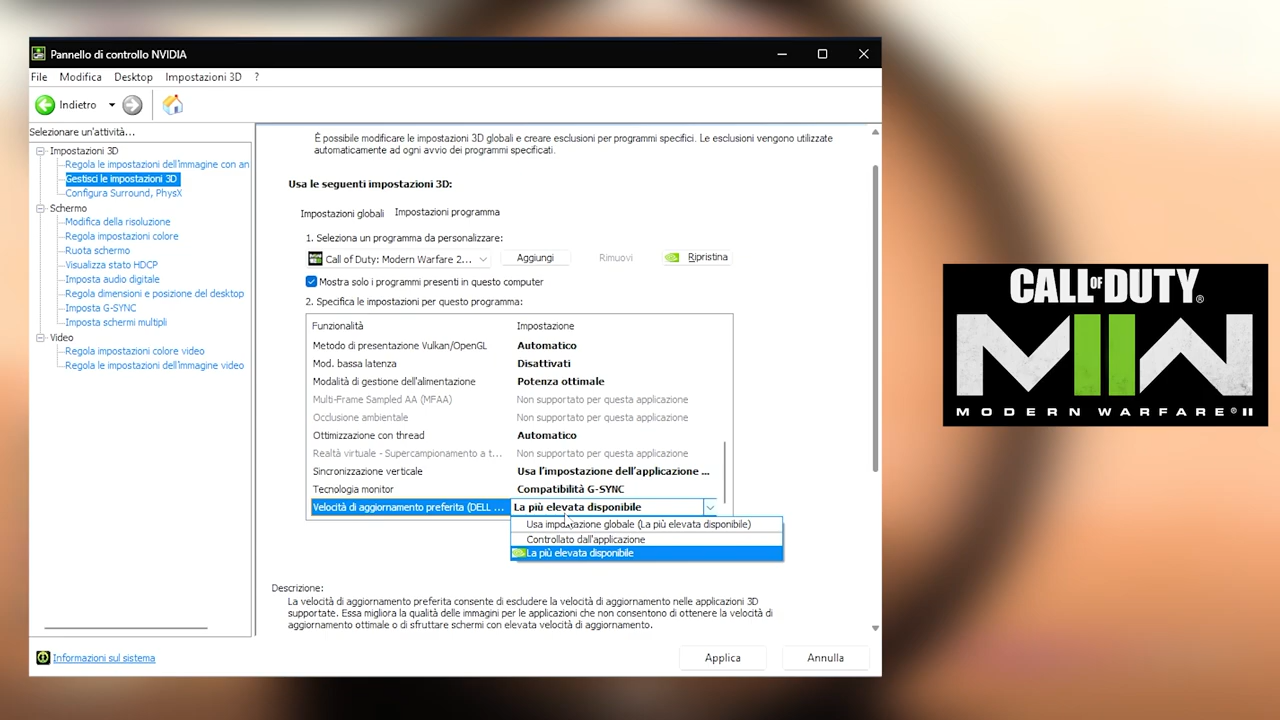 Pannello di controllo NVIDIA
File Modifica Desktop Impostazioni 3D ?
Indietro
Selezionare un'attività...
Impostazioni 3D
Regola le impostazioni dell'immagine con an
Gestisci le impostazioni 3D
Configura Surround, PhysX
Schermo
Modifica della risoluzione
Regola impostazioni colore
Ruota schermo
Visualizza stato HDCP
Imposta audio digitale
Regola dimensioni e posizione del desktop
Imposta G-SYNC
Imposta schermi multipli
Video
Regola impostazioni colore video
Regola le impostazioni dell'immagine video
Informazioni sul sistema
È possibile modificare le impostazioni 3D globali e creare esclusioni per programmi specifici. Le esclusioni vengono utilizzate
automaticamente ad ogni avvio dei programmi specificati.
Usa le seguenti impostazioni 3D:
Impostazioni globali Impostazioni programma
1. Seleziona un programma da personalizzare:
Call of Duty: Modern Warfare 2... Aggiungi Rimuovi Ripristina
Mostra solo i programmi presenti in questo computer
2. Specifica le impostazioni per questo programma:
Funzionalità Impostazione
Metodo di presentazione Vulkan/OpenGL Automatico
Mod. bassa latenza Disattivati
Modalità di gestione dell'alimentazione Potenza ottimale
Multi-Frame Sampled AA (MFAA) Non supportato per questa applicazione
Occlusione ambientale Non supportato per questa applicazione
Ottimizzazione con thread Automatico
Realtà virtuale - Supercampionamento a t... Non supportato per questa applicazione
Sincronizzazione verticale Usa l'impostazione dell'applicazione ...
Tecnologia monitor Compatibilità G-SYNC
Velocità di aggiornamento preferita (DELL ... La più elevata disponibile
Usa impostazione globale (La più elevata disponibile)
Controllato dall'applicazione
La più elevata disponibile
Descrizione:
La velocità di aggiornamento preferita consente di escludere la velocità di aggiornamento nelle applicazioni 3D
supportate. Essa migliora la qualità delle immagini per le applicazioni che non consentono di ottenere la velocità di
aggiornamento ottimale o di sfruttare schermi con elevata velocità di aggiornamento.
Applica Annulla
CALL OF DUTY®
MIIW
MODERN WARFARE® II